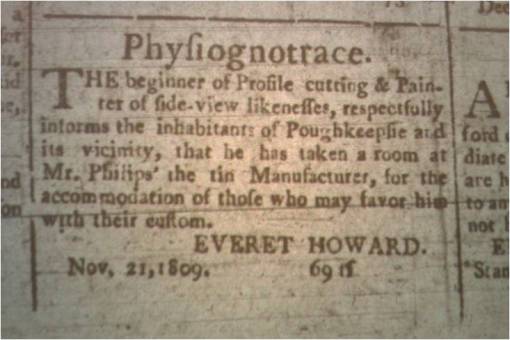 Phyſiognotrace.
THE beginner of Profile cutting & Pain-
ter of ſide-view likeneſſes, reſpectfully
informs the inhabitants of Poughkeepſie and
its vicinity, that he has taken a room at
Mr. Philips' the tin Manufacturer, for the
accommodation of thoſe who may favor him
with their cuſtom.
EVERET HOWARD.
Nov, 21, 1809. 69 tf